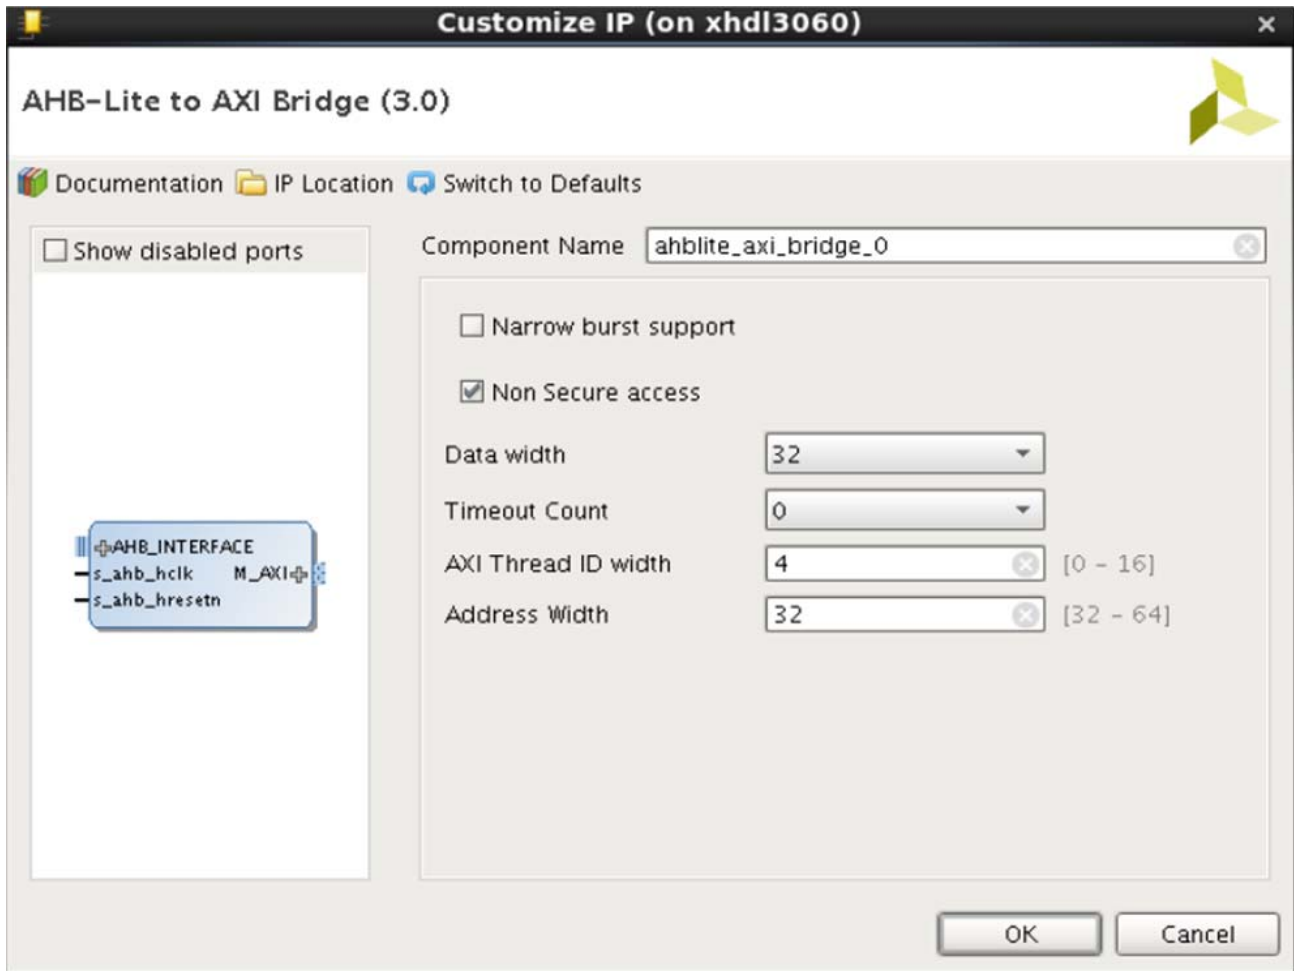 Customize IP (on xhdl3060)
AHB-Lite to AXI Bridge (3.0)
Documentation IP Location Switch to Defaults
Show disabled ports
Component Name ahblite_axi_bridge_0
Narrow burst support
Non Secure access
Data width 32
Timeout Count 0
AHB_INTERFACE
s_ahb_hclk M_AXI
s_ahb_hresetn
AXI Thread ID width 4 [0 - 16]
Address Width 32 [32 - 64]
OK Cancel